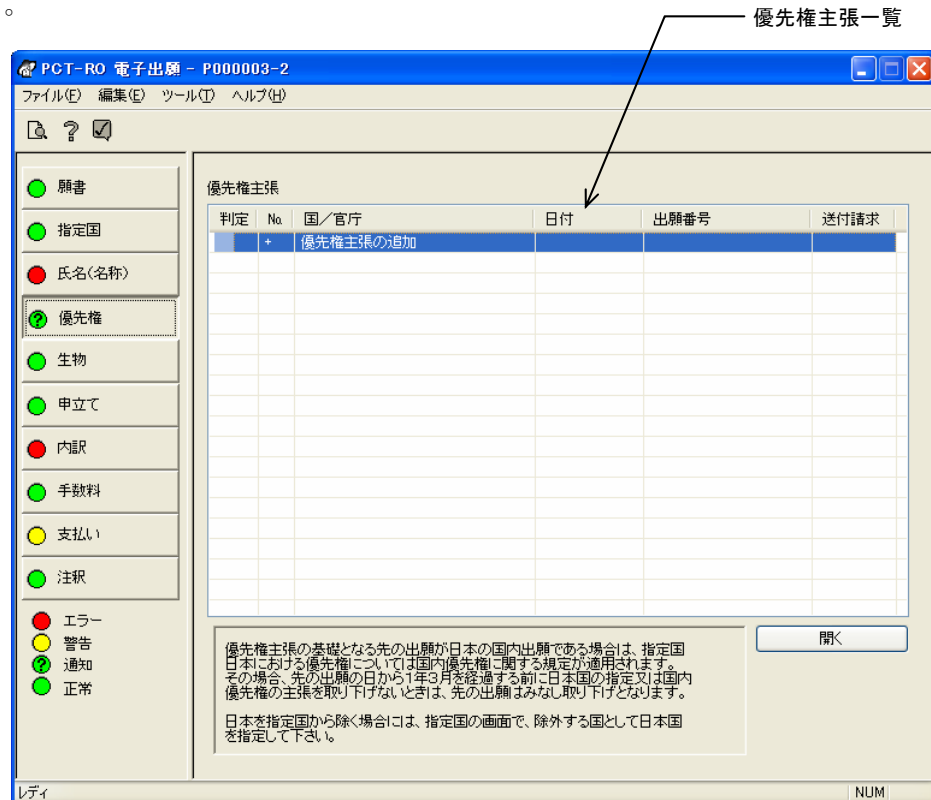 。
優先権主張一覧
PCT-RO 電子出願 - P000003-2
ファイル(F) 編集(E) ツール(T) ヘルプ(H)
願書
指定国
氏名(名称)
優先権
生物
申立て
内訳
手数料
支払い
注釈
エラー
警告
通知
正常
優先権主張
判定 No. 国/官庁 日付 出願番号 送付請求
+ 優先権主張の追加
優先権主張の基礎となる先の出願が日本の国内出願である場合は、指定国
日本における優先権については国内優先権に関する規定が適用されます。
その場合、先の出願の日から1年3月を経過する前に日本国の指定又は国内
優先権の主張を取り下げないときは、先の出願はみなし取り下げとなります。
日本を指定国から除く場合には、指定国の画面で、除外する国として日本国
を指定して下さい。
開く
レディ
NUM